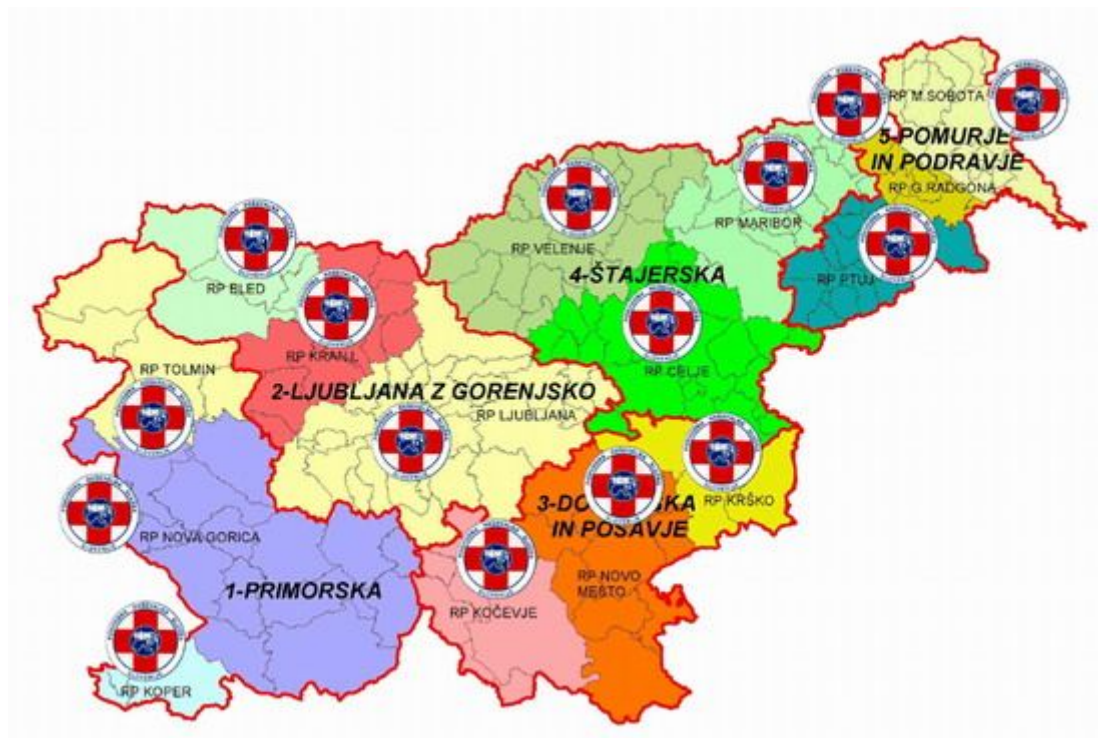 RP M.SOBOTA
5-POMURJE
IN PODRAVJE
RP G.RADGONA
RP MARIBOR
RP VELENJE
4-ŠTAJERSKA
RP PTUJ
RP BLED
RP KRANJ
RP TOLMIN
RP CELJE
2-LJUBLJANA Z GORENJSKO
RP LJUBLJANA
RP KRŠKO
IN POSAVJE
RP NOVA GORICA
RP NOVO
MESTO
1-PRIMORSKA
RP KOČEVJE
RP KOPER